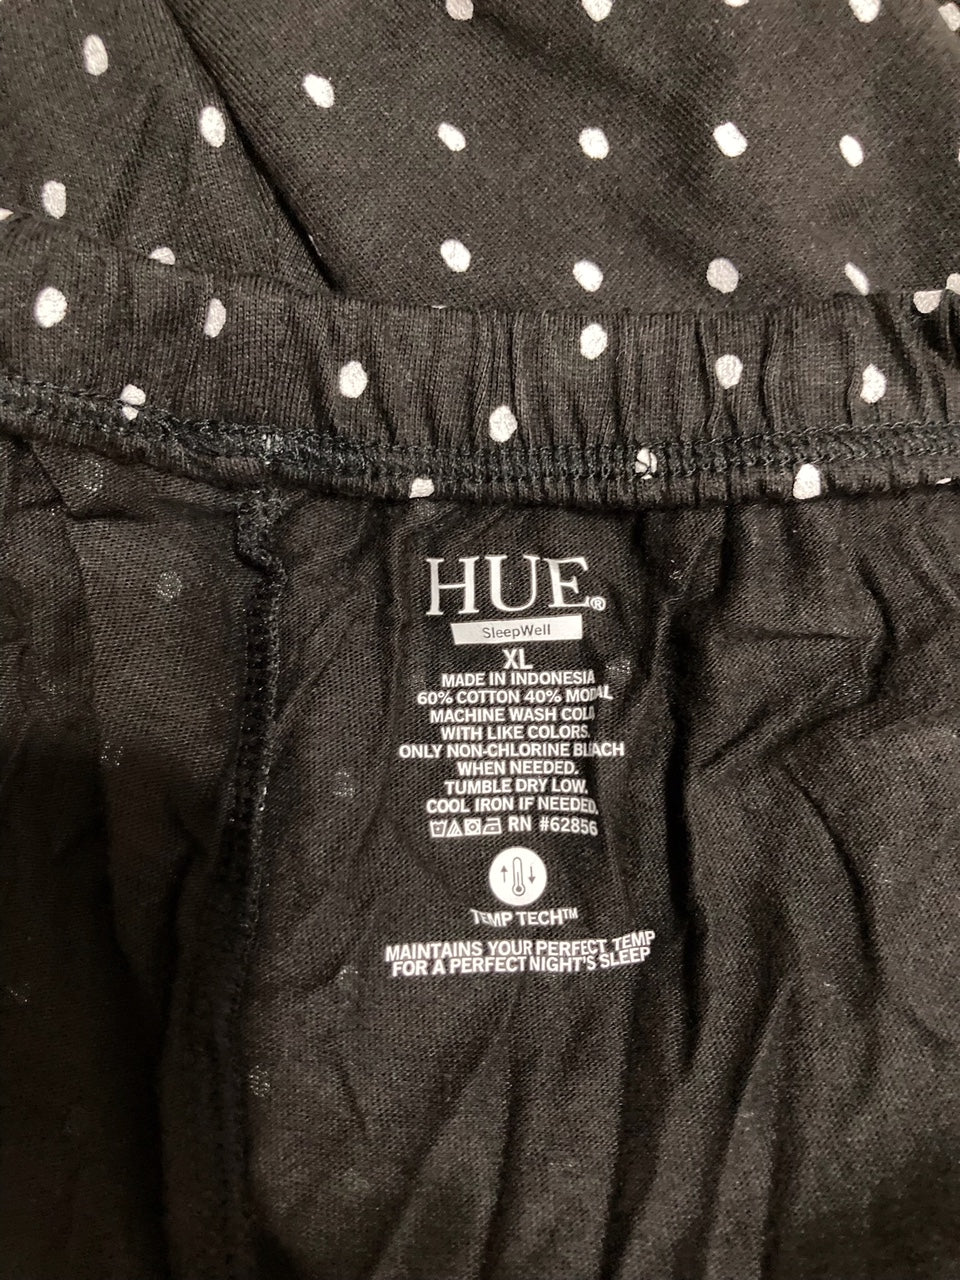 HUE®
SleepWell
XL
MADE IN INDONESIA
60% COTTON 40% MODAL
MACHINE WASH COLD
WITH LIKE COLORS.
ONLY NON-CHLORINE BLEACH
WHEN NEEDED.
TUMBLE DRY LOW.
COOL IRON IF NEEDED.
RN #62856
TEMP TECH™
MAINTAINS YOUR PERFECT TEMP
FOR A PERFECT NIGHT'S SLEEP